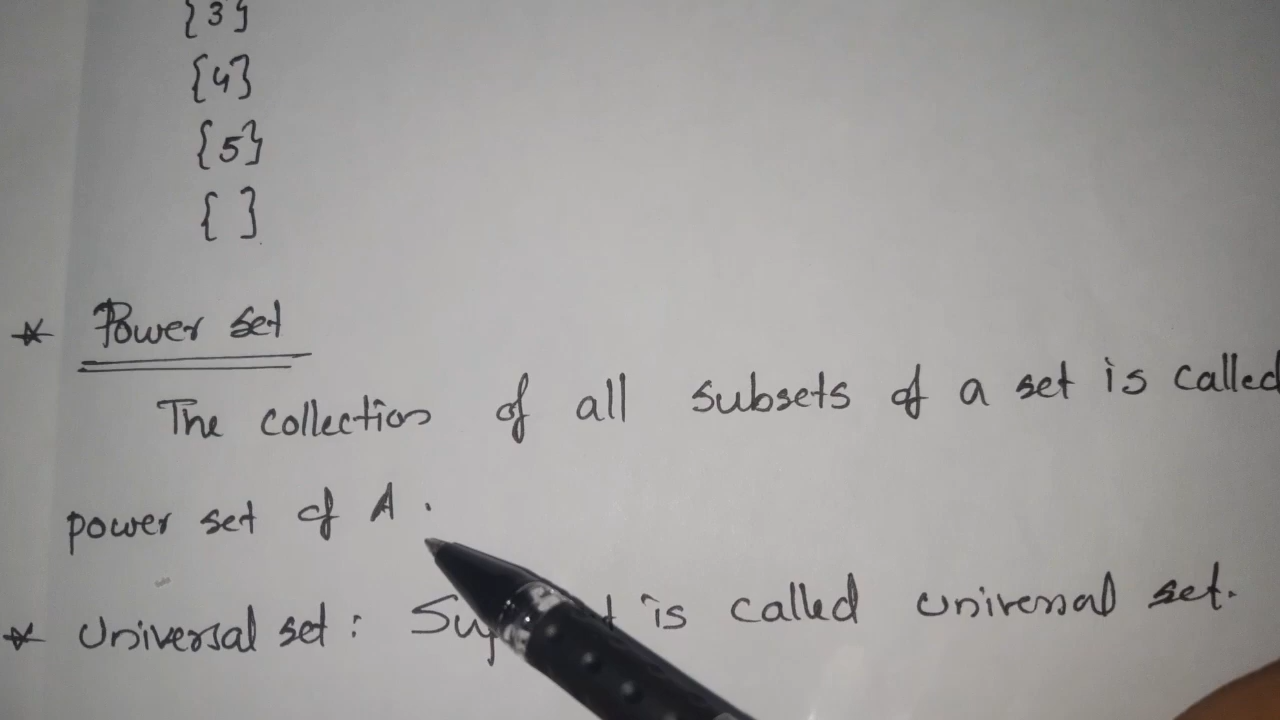 {3}
{4}
{5}
{ }
* Power set
The collection of all subsets of a set is called
power set of A.
* Universal set : is called universal set.